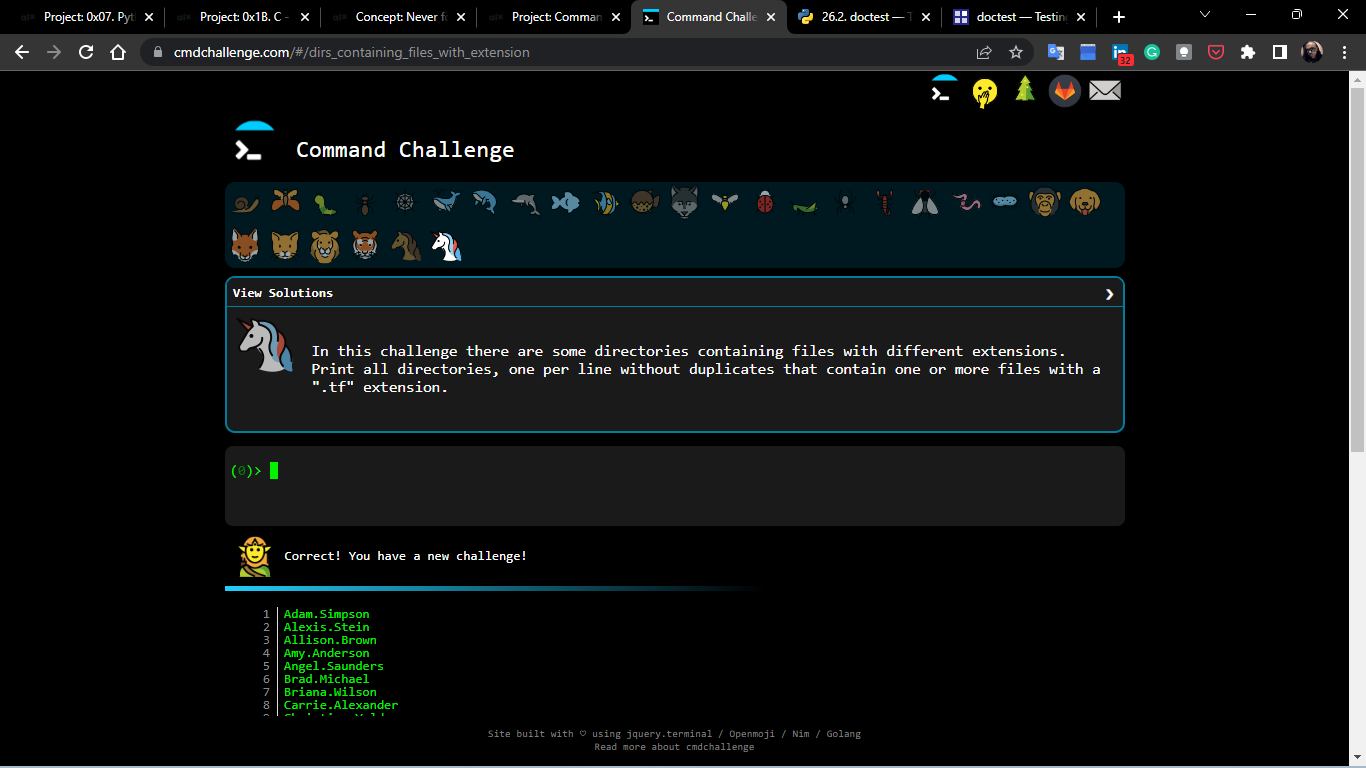 Project: 0x07. Pyt
Project: 0x1B. C -
Concept: Never fo
Project: Comman
Command Challe
26.2. doctest — T
doctest — Testing
cmdchallenge.com/#/dirs_containing_files_with_extension
32
Command Challenge
View Solutions
In this challenge there are some directories containing files with different extensions.
Print all directories, one per line without duplicates that contain one or more files with a
".tf" extension.
(0)>
Correct! You have a new challenge!
1 Adam.Simpson
2 Alexis.Stein
3 Allison.Brown
4 Amy.Anderson
5 Angel.Saunders
6 Brad.Michael
7 Briana.Wilson
8 Carrie.Alexander
Site built with ♡ using jquery.terminal / Openmoji / Nim / Golang
Read more about cmdchallenge